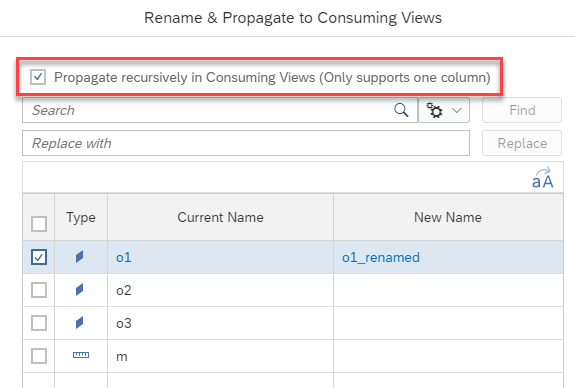 Rename & Propagate to Consuming Views
Propagate recursively in Consuming Views (Only supports one column)
Search
Find
Replace with
Replace
aA
Type Current Name New Name
o1 o1_renamed
o2
o3
m